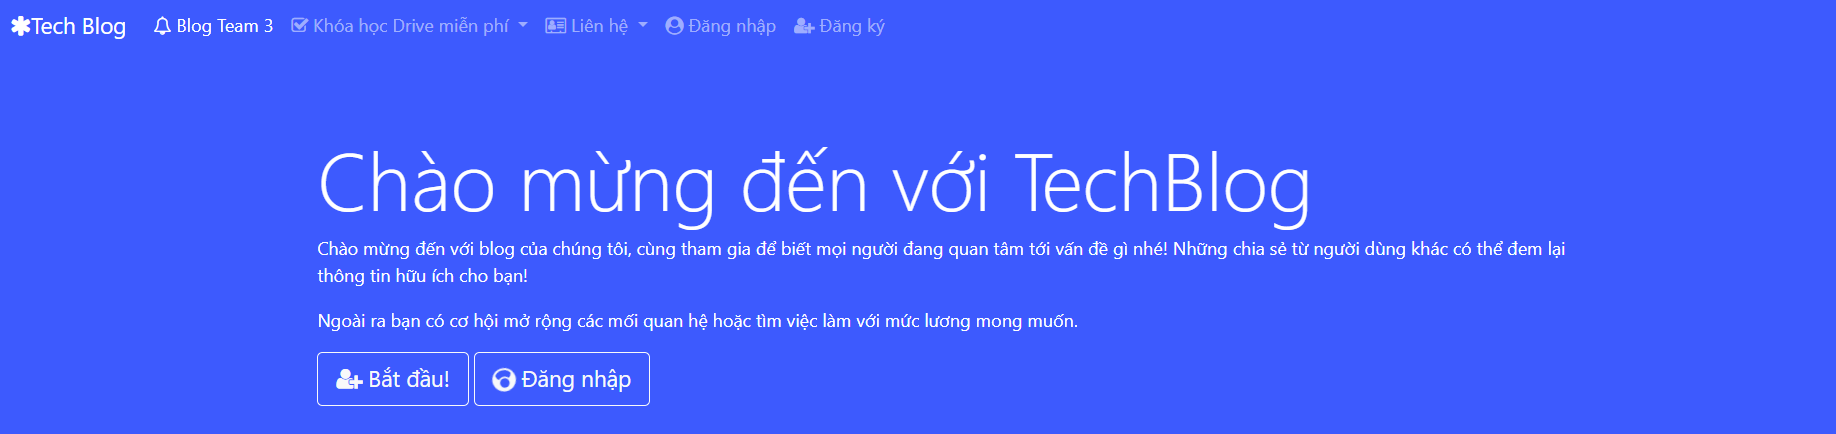 Tech Blog Blog Team 3 Khóa học Drive miễn phí Liên hệ Đăng nhập Đăng ký
Chào mừng đến với TechBlog
Chào mừng đến với blog của chúng tôi, cùng tham gia để biết mọi người đang quan tâm tới vấn đề gì nhé! Những chia sẻ từ người dùng khác có thể đem lại
thông tin hữu ích cho bạn!
Ngoài ra bạn có cơ hội mở rộng các mối quan hệ hoặc tìm việc làm với mức lương mong muốn.
Bắt đầu! Đăng nhập